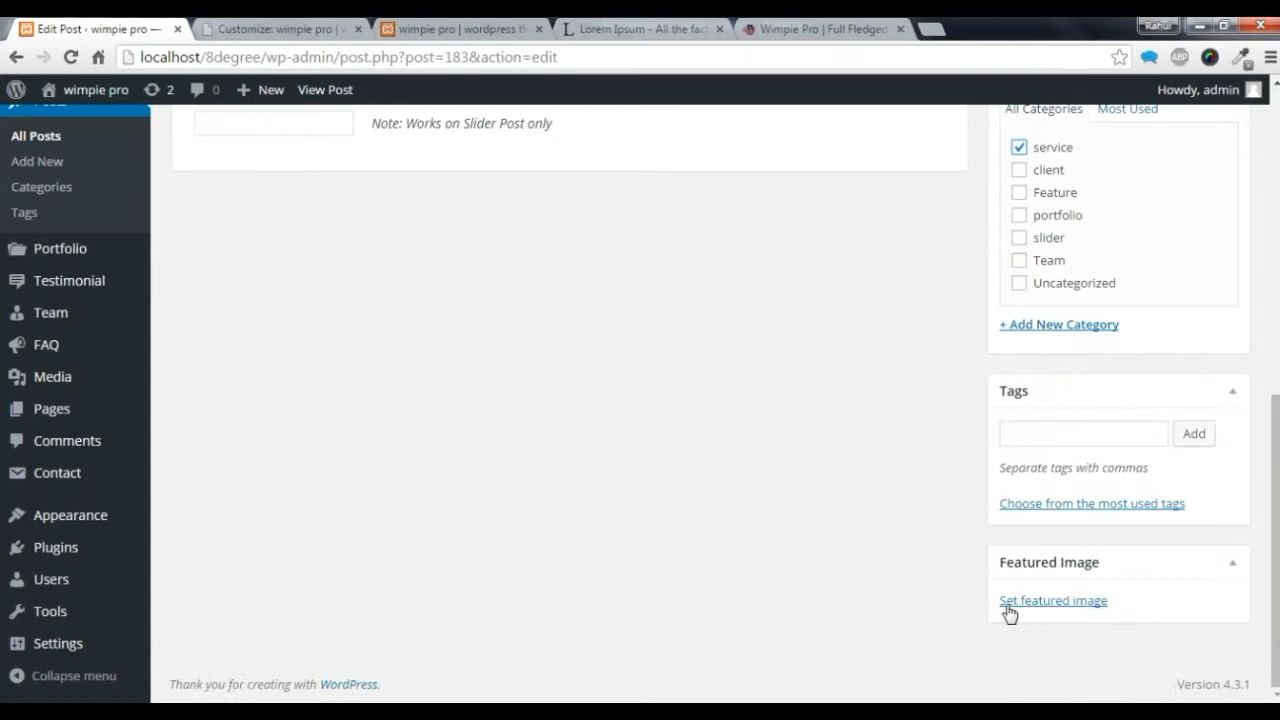 Edit Post ‹ wimpie pro —
Customize: wimpie pro |
wimpie pro | wordpress th
Lorem Ipsum - All the fact
Wimpie Pro | Full Fledged
Rahul
localhost/8degree/wp-admin/post.php?post=183&action=edit
ABP
wimpie pro
2
0
New
View Post
Howdy, admin
All Posts
Add New
Categories
Tags
Portfolio
Testimonial
Team
FAQ
Media
Pages
Comments
Contact
Appearance
Plugins
Users
Tools
Settings
Collapse menu
Note: Works on Slider Post only
All Categories
Most Used
service
client
Feature
portfolio
slider
Team
Uncategorized
+ Add New Category
Tags
Add
Separate tags with commas
Choose from the most used tags
Featured Image
Set featured image
Thank you for creating with WordPress.
Version 4.3.1